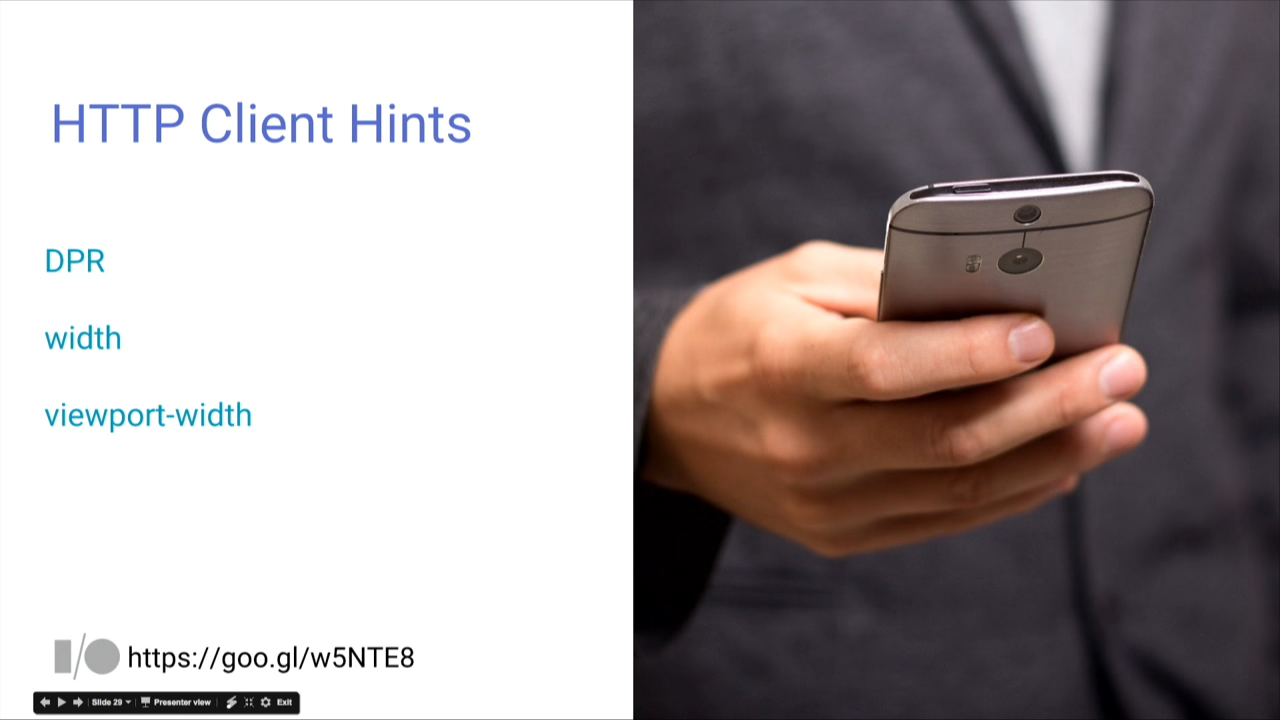 HTTP Client Hints
DPR
width
viewport-width
I/O https://goo.gl/w5NTE8
Slide 29 Presenter view Exit